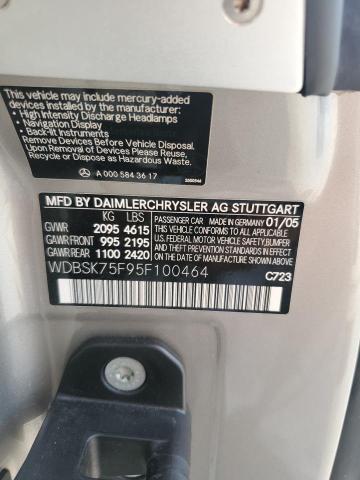 This vehicle may include mercury-added
devices installed by the manufacturer:
• High Intensity Discharge Headlamps
• Navigation Display
• Back-lit Instruments
Remove Devices Before Vehicle Disposal.
Upon Removal of Devices Please Reuse,
Recycle or Dispose as Hazardous Waste.
A 000 584 36 17
MFD BY DAIMLERCHRYSLER AG STUTTGART
KG LBS
GVWR 2095 4615
GAWR FRONT 995 2195
GAWR REAR 1100 2420
PASSENGER CAR MADE IN GERMANY 01/05
THIS VEHICLE CONFORMS TO ALL APPLICABLE
U.S. FEDERAL MOTOR VEHICLE SAFETY, BUMPER
AND THEFT PREVENTION STANDARDS IN EFFECT
ON THE DATE OF MANUFACTURE SHOWN ABOVE
WDBSK75F95F100464
C723